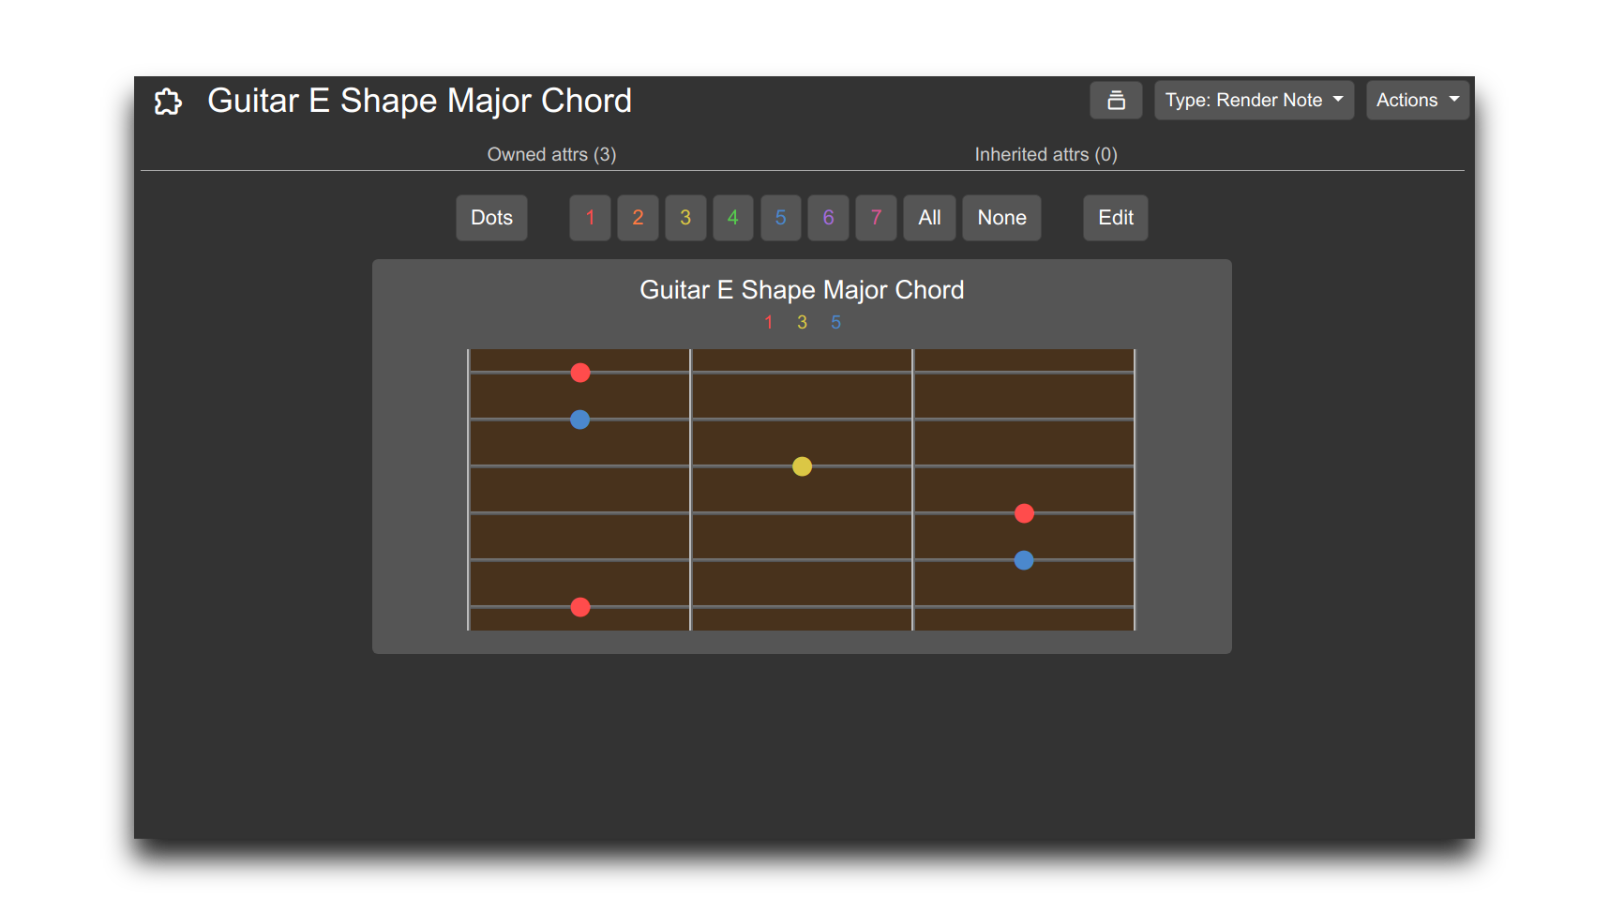 Guitar E Shape Major Chord
Type: Render Note
Actions
Owned attrs (3)
Inherited attrs (0)
Dots 1 2 3 4 5 6 7 All None Edit
Guitar E Shape Major Chord
1 3 5